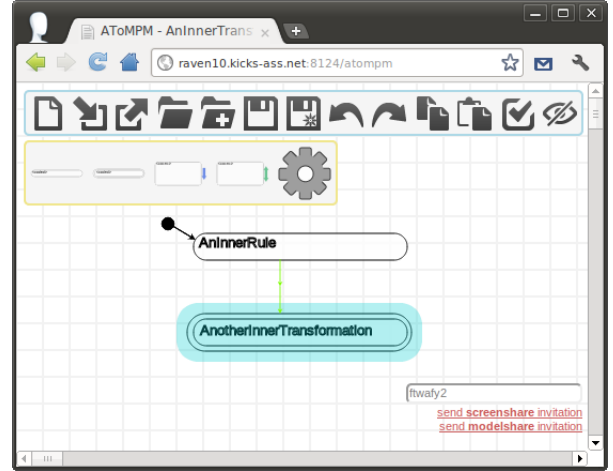 AToMPM - AnInnerTrans
raven10.kicks-ass.net:8124/atompm
AnInnerRule
AnotherInnerTransformation
ftwafy2
send screenshare invitation
send modelshare invitation